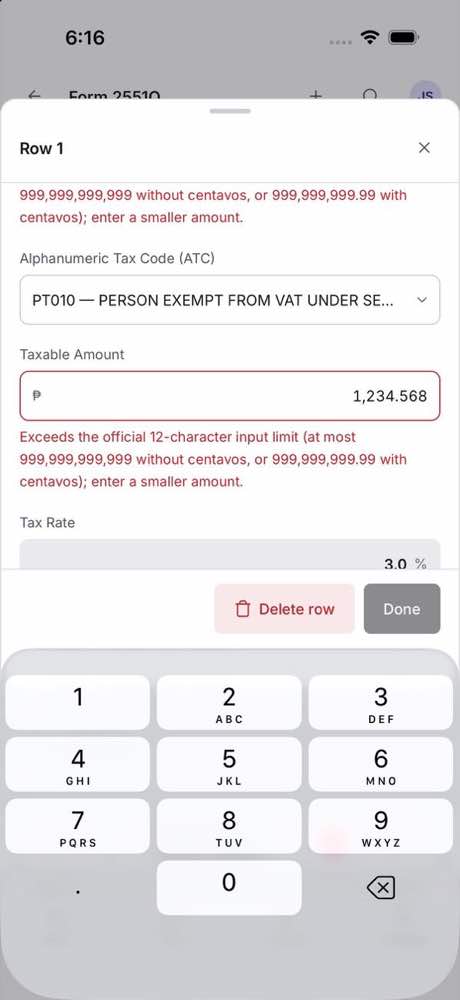 6:16
Form 2551Q
JS
Row 1
999,999,999,999 without centavos, or 999,999,999.99 with
centavos); enter a smaller amount.
Alphanumeric Tax Code (ATC)
PT010 — PERSON EXEMPT FROM VAT UNDER SE...
Taxable Amount
₱ 1,234.568
Exceeds the official 12-character input limit (at most
999,999,999,999 without centavos, or 999,999,999.99 with
centavos); enter a smaller amount.
Tax Rate
3.0 %
Delete row Done
1 2 3
ABC DEF
4 5 6
GHI JKL MNO
7 8 9
PQRS TUV WXYZ
. 0